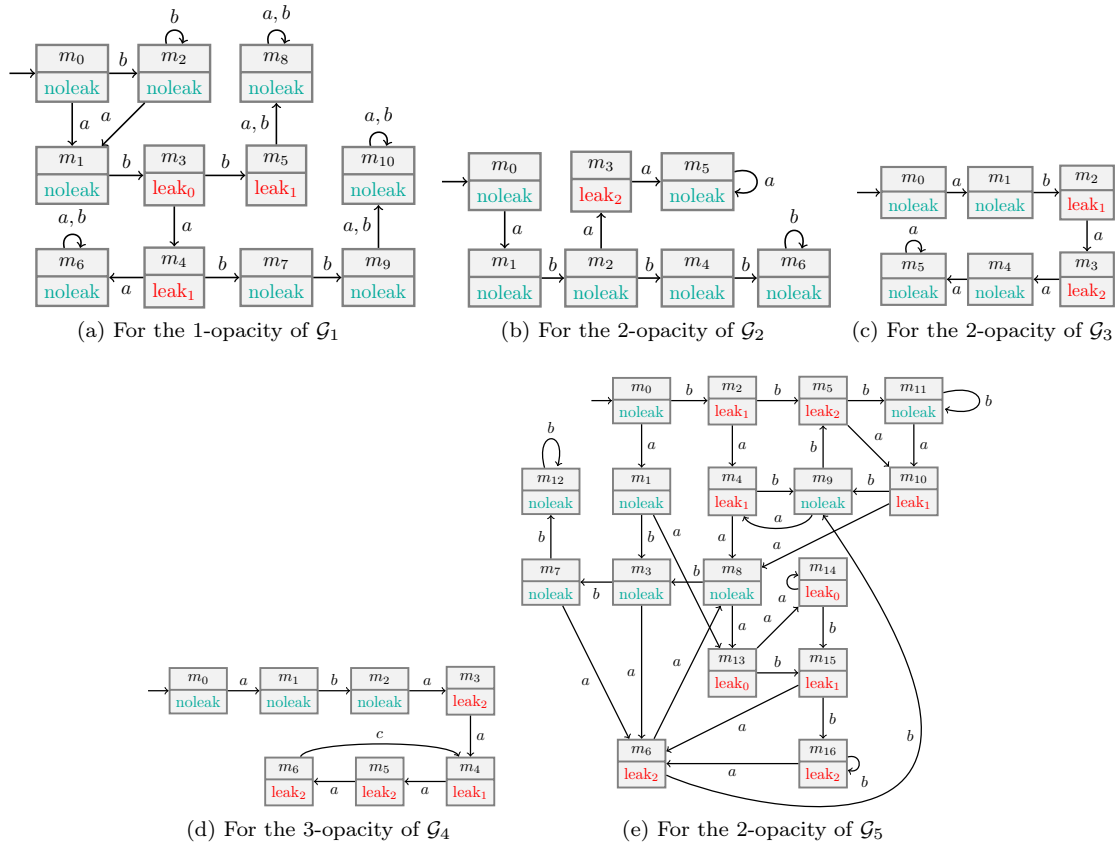 b
a, b
m0
b
m2
m8
noleak
noleak
noleak
a
a
a, b
a, b
m1
b
m3
b
m5
m10
noleak
leak0
leak1
noleak
a, b
a
a, b
m6
a
m4
b
m7
b
m9
noleak
leak1
noleak
noleak
(a) For the 1-opacity of G1
m0
m3
a
m5
noleak
leak2
noleak
a
a
a
b
b
m1
b
m2
b
m4
b
m6
noleak
noleak
noleak
noleak
(b) For the 2-opacity of G2
m0
a
m1
b
m2
noleak
noleak
leak1
a
a
m5
a
m4
a
m3
noleak
noleak
leak2
(c) For the 2-opacity of G3
m0
a
m1
b
m2
a
m3
noleak
noleak
noleak
leak2
c
a
m6
a
m5
a
m4
leak2
leak2
leak1
(d) For the 3-opacity of G4
m0
b
m2
b
m5
b
m11
b
noleak
leak1
leak2
noleak
b
a
a
a
a
b
m12
m1
m4
b
m9
b
m10
noleak
noleak
leak1
noleak
leak1
a
a
b
b
a
a
m7
b
m3
b
m8
m14
noleak
noleak
noleak
leak0
a
a
a
b
m13
b
m15
leak0
leak1
a
a
a
a
b
m6
a
m16
b
leak2
leak2
b
(e) For the 2-opacity of G5